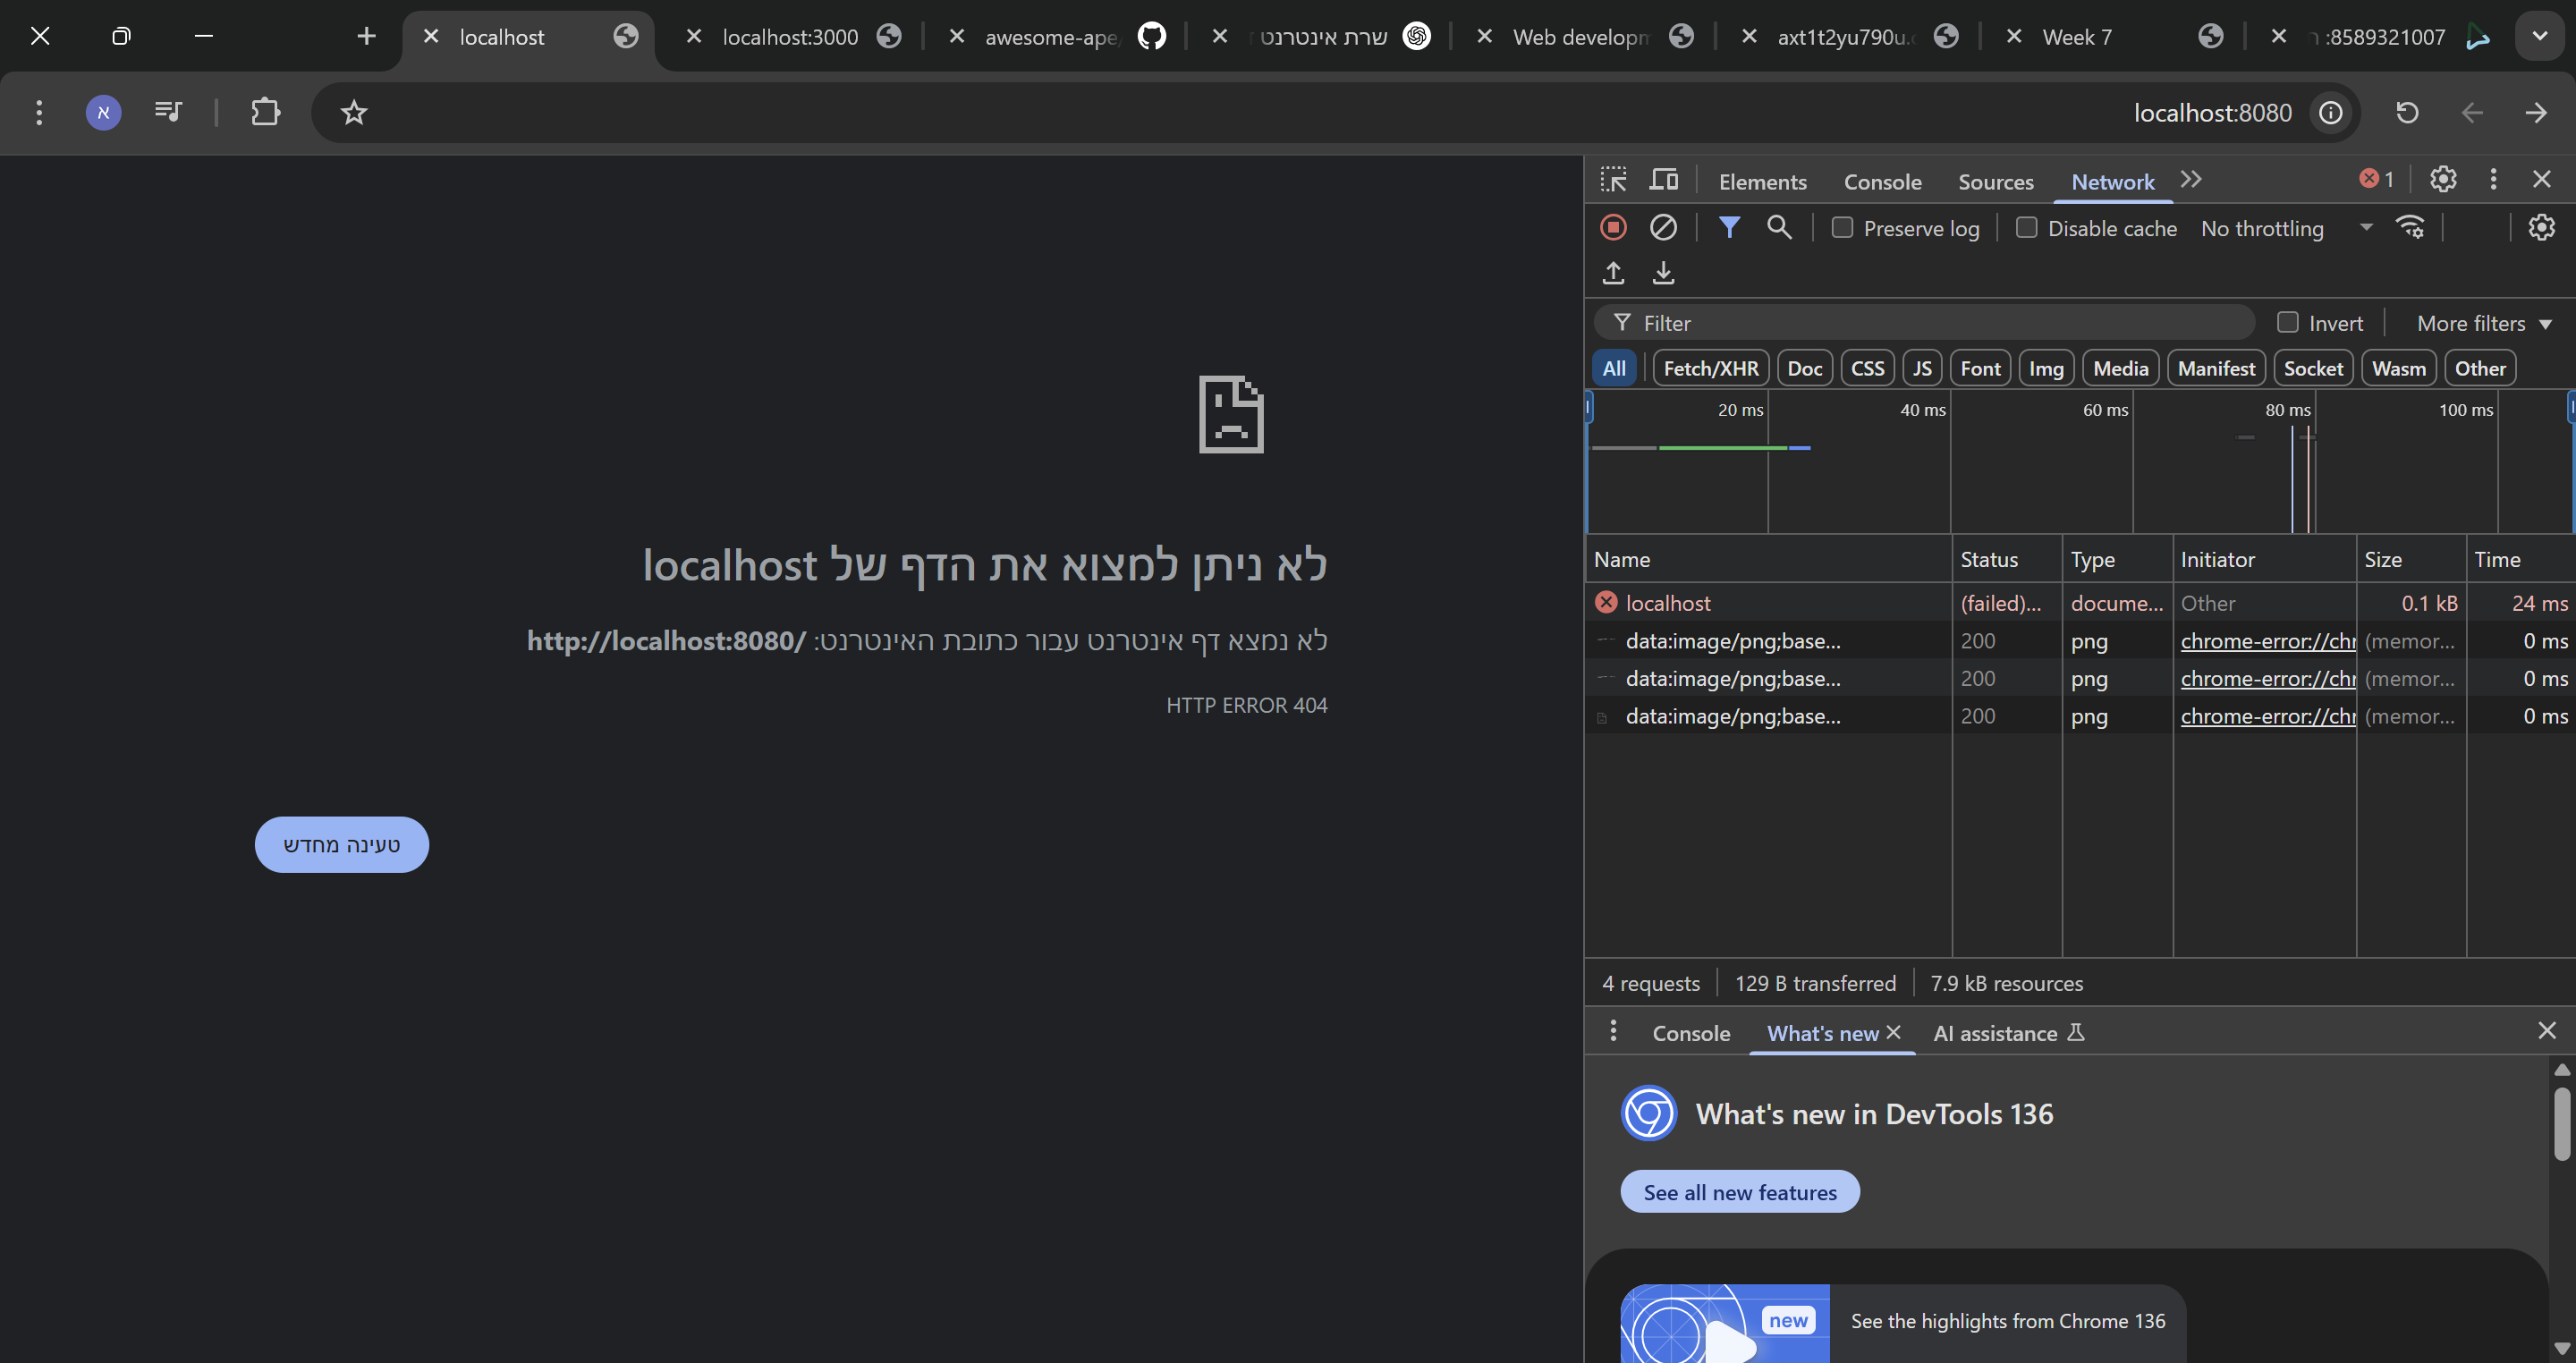 localhost
localhost:3000
awesome-ape
שרת אינטרנט
Web developm
axt1t2yu790u.
Week 7
8589321007:
א
localhost:8080
Elements
Console
Sources
Network
1
Preserve log
Disable cache
No throttling
Filter
Invert
More filters
All
Fetch/XHR
Doc
CSS
JS
Font
Img
Media
Manifest
Socket
Wasm
Other
20 ms
40 ms
60 ms
80 ms
100 ms
Name Status Type Initiator Size Time
localhost (failed)... docume... Other 0.1 kB 24 ms
data:image/png;base... 200 png chrome-error://chr (memor... 0 ms
data:image/png;base... 200 png chrome-error://chr (memor... 0 ms
data:image/png;base... 200 png chrome-error://chr (memor... 0 ms
4 requests 129 B transferred 7.9 kB resources
לא ניתן למצוא את הדף של localhost
לא נמצא דף אינטרנט עבור כתובת האינטרנט: http://localhost:8080/
HTTP ERROR 404
טעינה מחדש
Console
What's new
AI assistance
What's new in DevTools 136
See all new features
new
See the highlights from Chrome 136